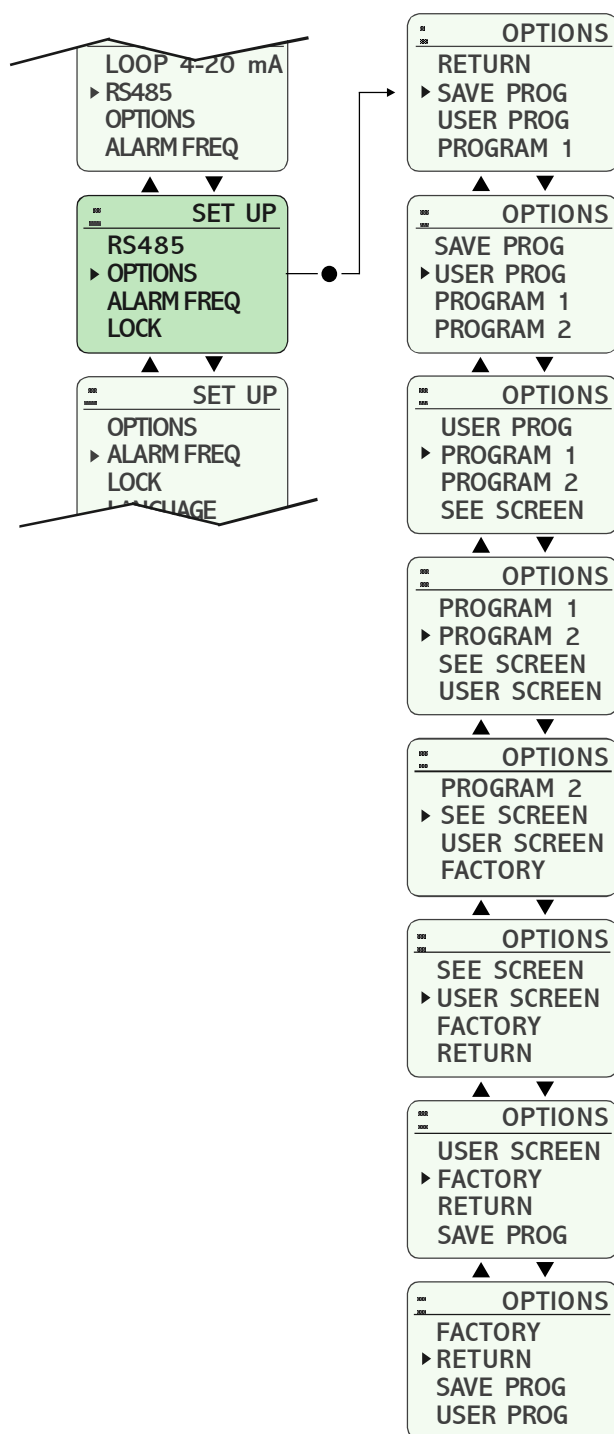 LOOP 4-20 mA
RS485
OPTIONS
ALARM FREQ
SET UP
RS485
OPTIONS
ALARM FREQ
LOCK
SET UP
OPTIONS
ALARM FREQ
LOCK
LANGUAGE
OPTIONS
RETURN
SAVE PROG
USER PROG
PROGRAM 1
OPTIONS
SAVE PROG
USER PROG
PROGRAM 1
PROGRAM 2
OPTIONS
USER PROG
PROGRAM 1
PROGRAM 2
SEE SCREEN
OPTIONS
PROGRAM 1
PROGRAM 2
SEE SCREEN
USER SCREEN
OPTIONS
PROGRAM 2
SEE SCREEN
USER SCREEN
FACTORY
OPTIONS
SEE SCREEN
USER SCREEN
FACTORY
RETURN
OPTIONS
USER SCREEN
FACTORY
RETURN
SAVE PROG
OPTIONS
FACTORY
RETURN
SAVE PROG
USER PROG